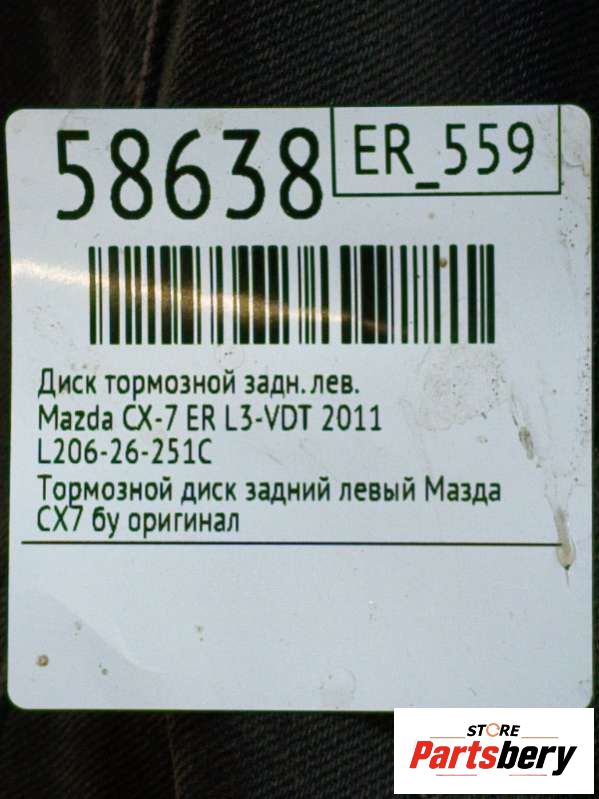 58638
ER_559
Диск тормозной задн. лев.
Mazda CX-7 ER L3-VDT 2011
L206-26-251C
Тормозной диск задний левый Мазда
СХ7 бу оригинал
STORE
Partsbery